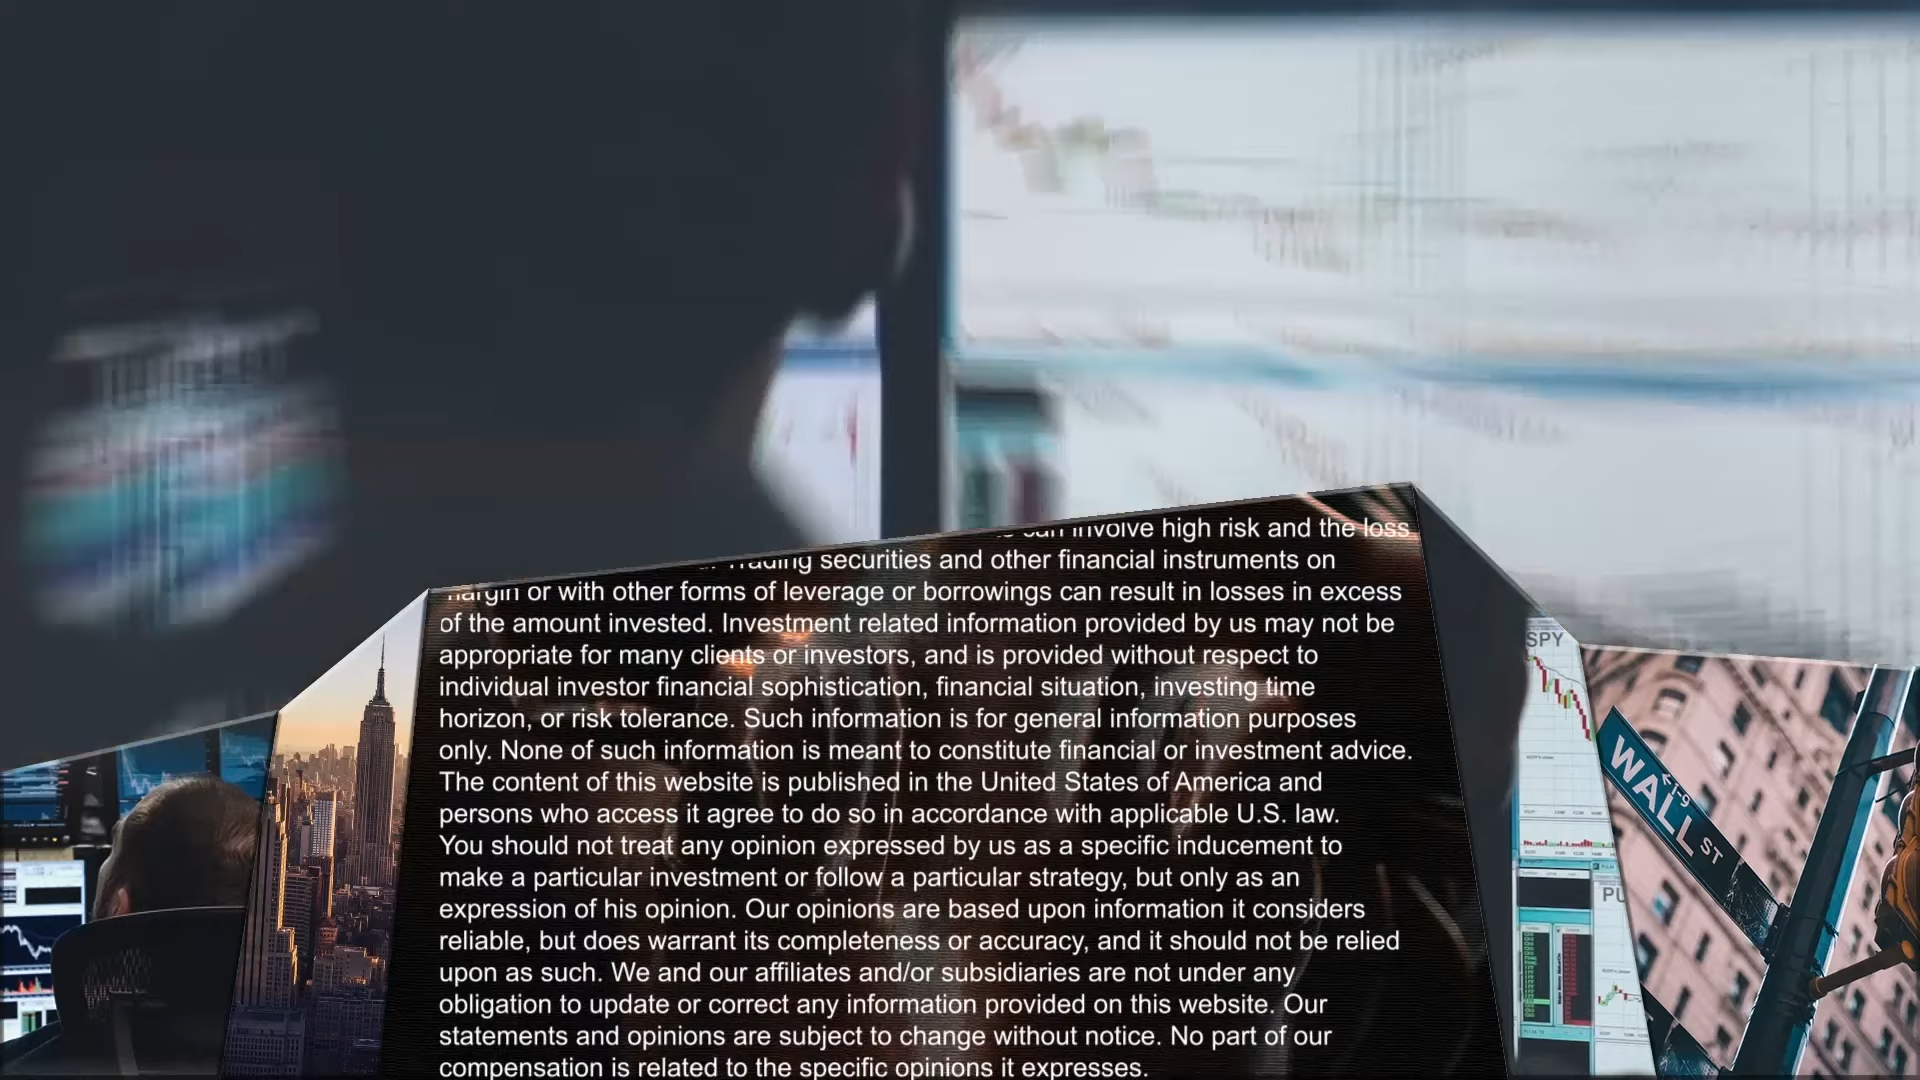 can involve high risk and the loss
Trading securities and other financial instruments on
margin or with other forms of leverage or borrowings can result in losses in excess
of the amount invested. Investment related information provided by us may not be
appropriate for many clients or investors, and is provided without respect to
individual investor financial sophistication, financial situation, investing time
horizon, or risk tolerance. Such information is for general information purposes
only. None of such information is meant to constitute financial or investment advice.
The content of this website is published in the United States of America and
persons who access it agree to do so in accordance with applicable U.S. law.
You should not treat any opinion expressed by us as a specific inducement to
make a particular investment or follow a particular strategy, but only as an
expression of his opinion. Our opinions are based upon information it considers
reliable, but does warrant its completeness or accuracy, and it should not be relied
upon as such. We and our affiliates and/or subsidiaries are not under any
obligation to update or correct any information provided on this website. Our
statements and opinions are subject to change without notice. No part of our
compensation is related to the specific opinions it expresses.
SPY
PU
←1-9
WALL ST